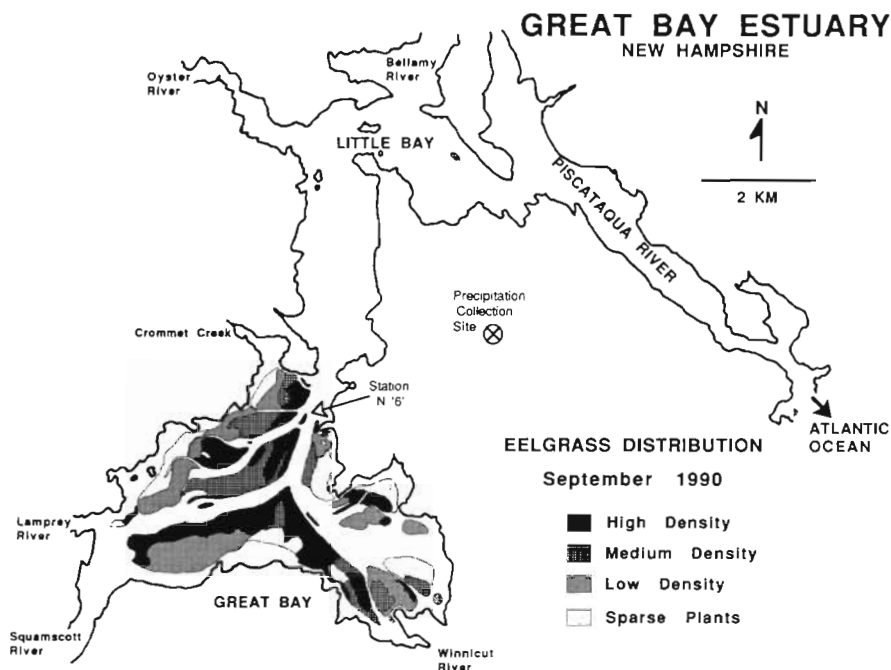 GREAT BAY ESTUARY
NEW HAMPSHIRE
Oyster
River
Bellamy
River
LITTLE BAY
N
2 KM
PISCATAQUA RIVER
Precipitation
Collection
Site
Crommet Creek
Station
N '6'
ATLANTIC
OCEAN
EELGRASS DISTRIBUTION
September 1990
High Density
Medium Density
Low Density
Sparse Plants
Lamprey
River
GREAT BAY
Squamscott
River
Winnicut
River